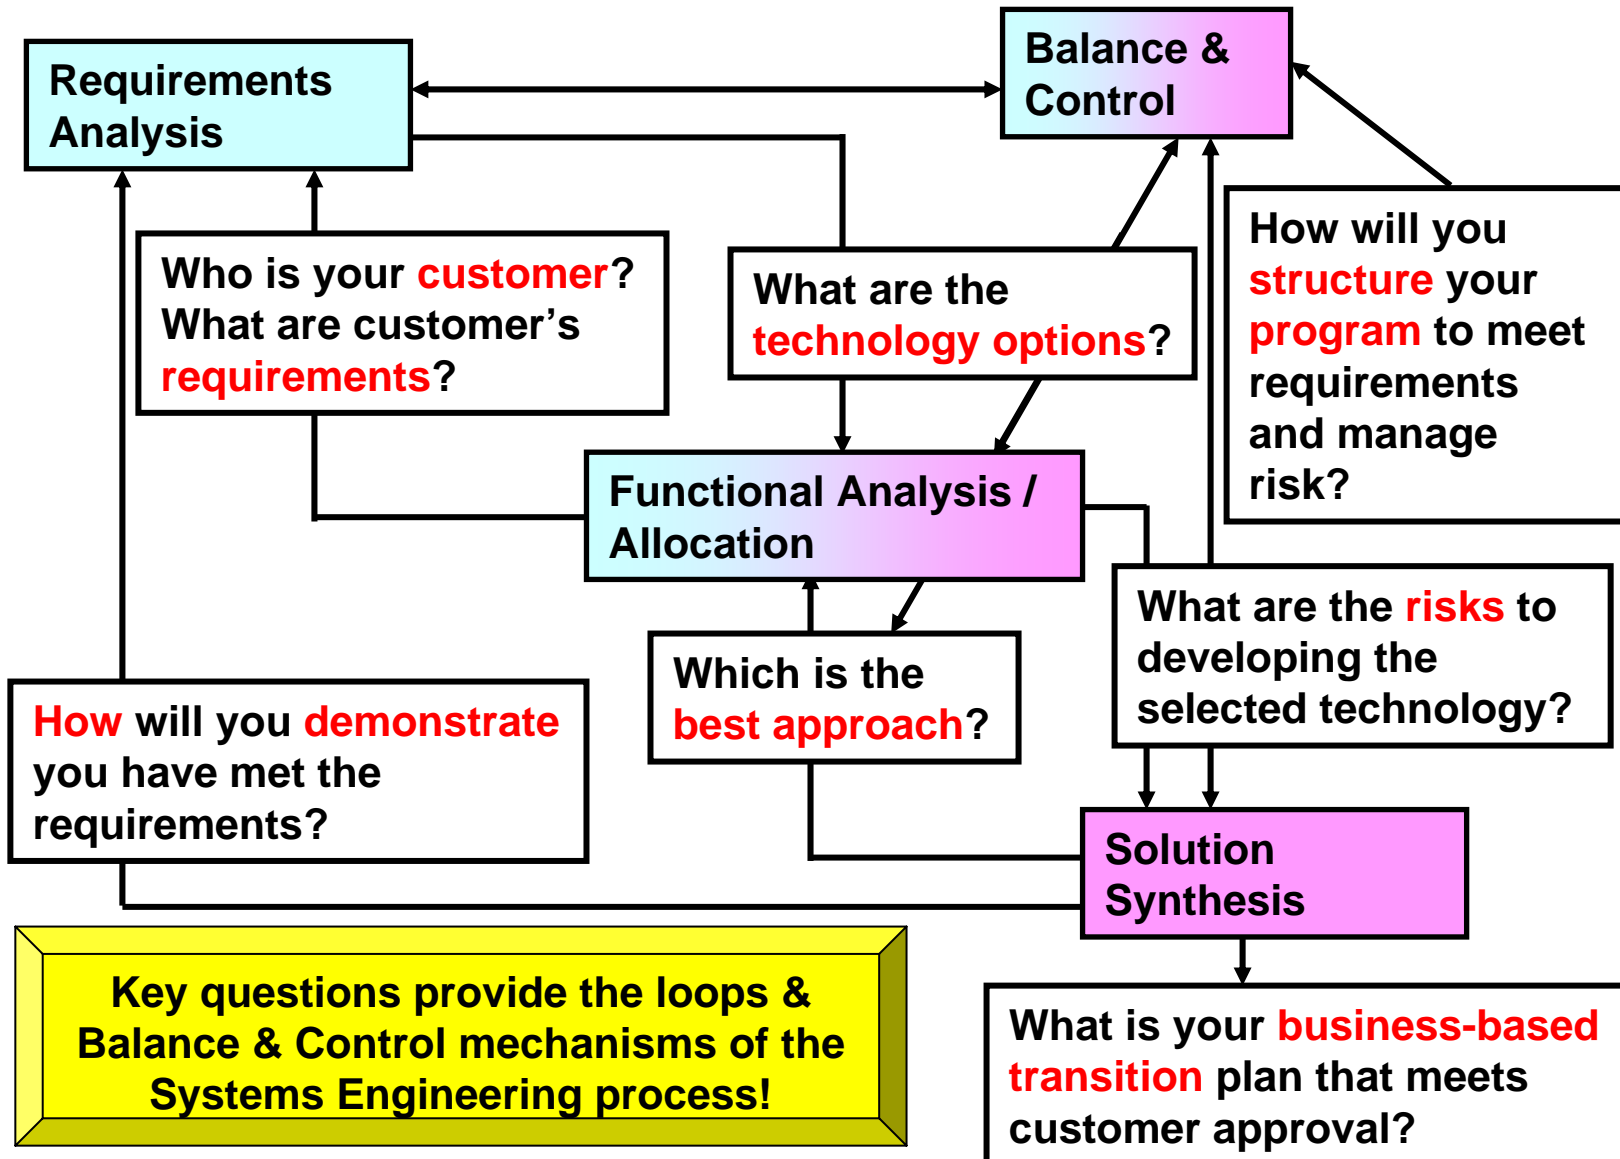 Requirements
Analysis
Balance &
Control
Who is your customer?
What are customer’s
requirements?
What are the
technology options?
How will you
structure your
program to meet
requirements
and manage
risk?
Functional Analysis /
Allocation
What are the risks to
developing the
selected technology?
Which is the
best approach?
How will you demonstrate
you have met the
requirements?
Solution
Synthesis
Key questions provide the loops &
Balance & Control mechanisms of the
Systems Engineering process!
What is your business-based
transition plan that meets
customer approval?